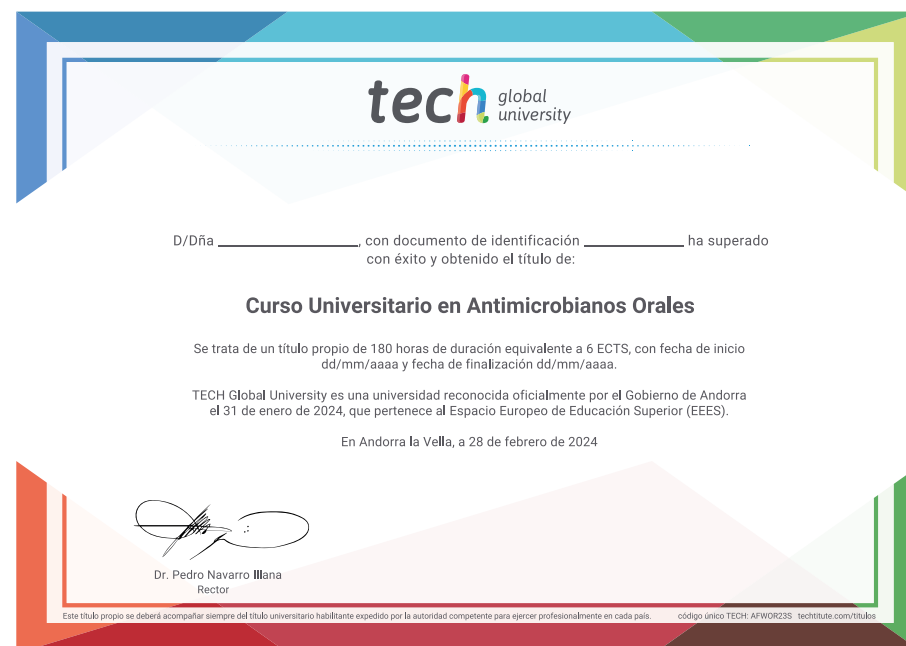 tech global university
D/Dña ____________________, con documento de identificación ______________ ha superado
con éxito y obtenido el título de:
Curso Universitario en Antimicrobianos Orales
Se trata de un título propio de 180 horas de duración equivalente a 6 ECTS, con fecha de inicio
dd/mm/aaaa y fecha de finalización dd/mm/aaaa.
TECH Global University es una universidad reconocida oficialmente por el Gobierno de Andorra
el 31 de enero de 2024, que pertenece al Espacio Europeo de Educación Superior (EEES).
En Andorra la Vella, a 28 de febrero de 2024
Dr. Pedro Navarro Illana
Rector
Este título propio se deberá acompañar siempre del título universitario habilitante expedido por la autoridad competente para ejercer profesionalmente en cada país. código único TECH: AFWOR23S techtitute.com/titulos